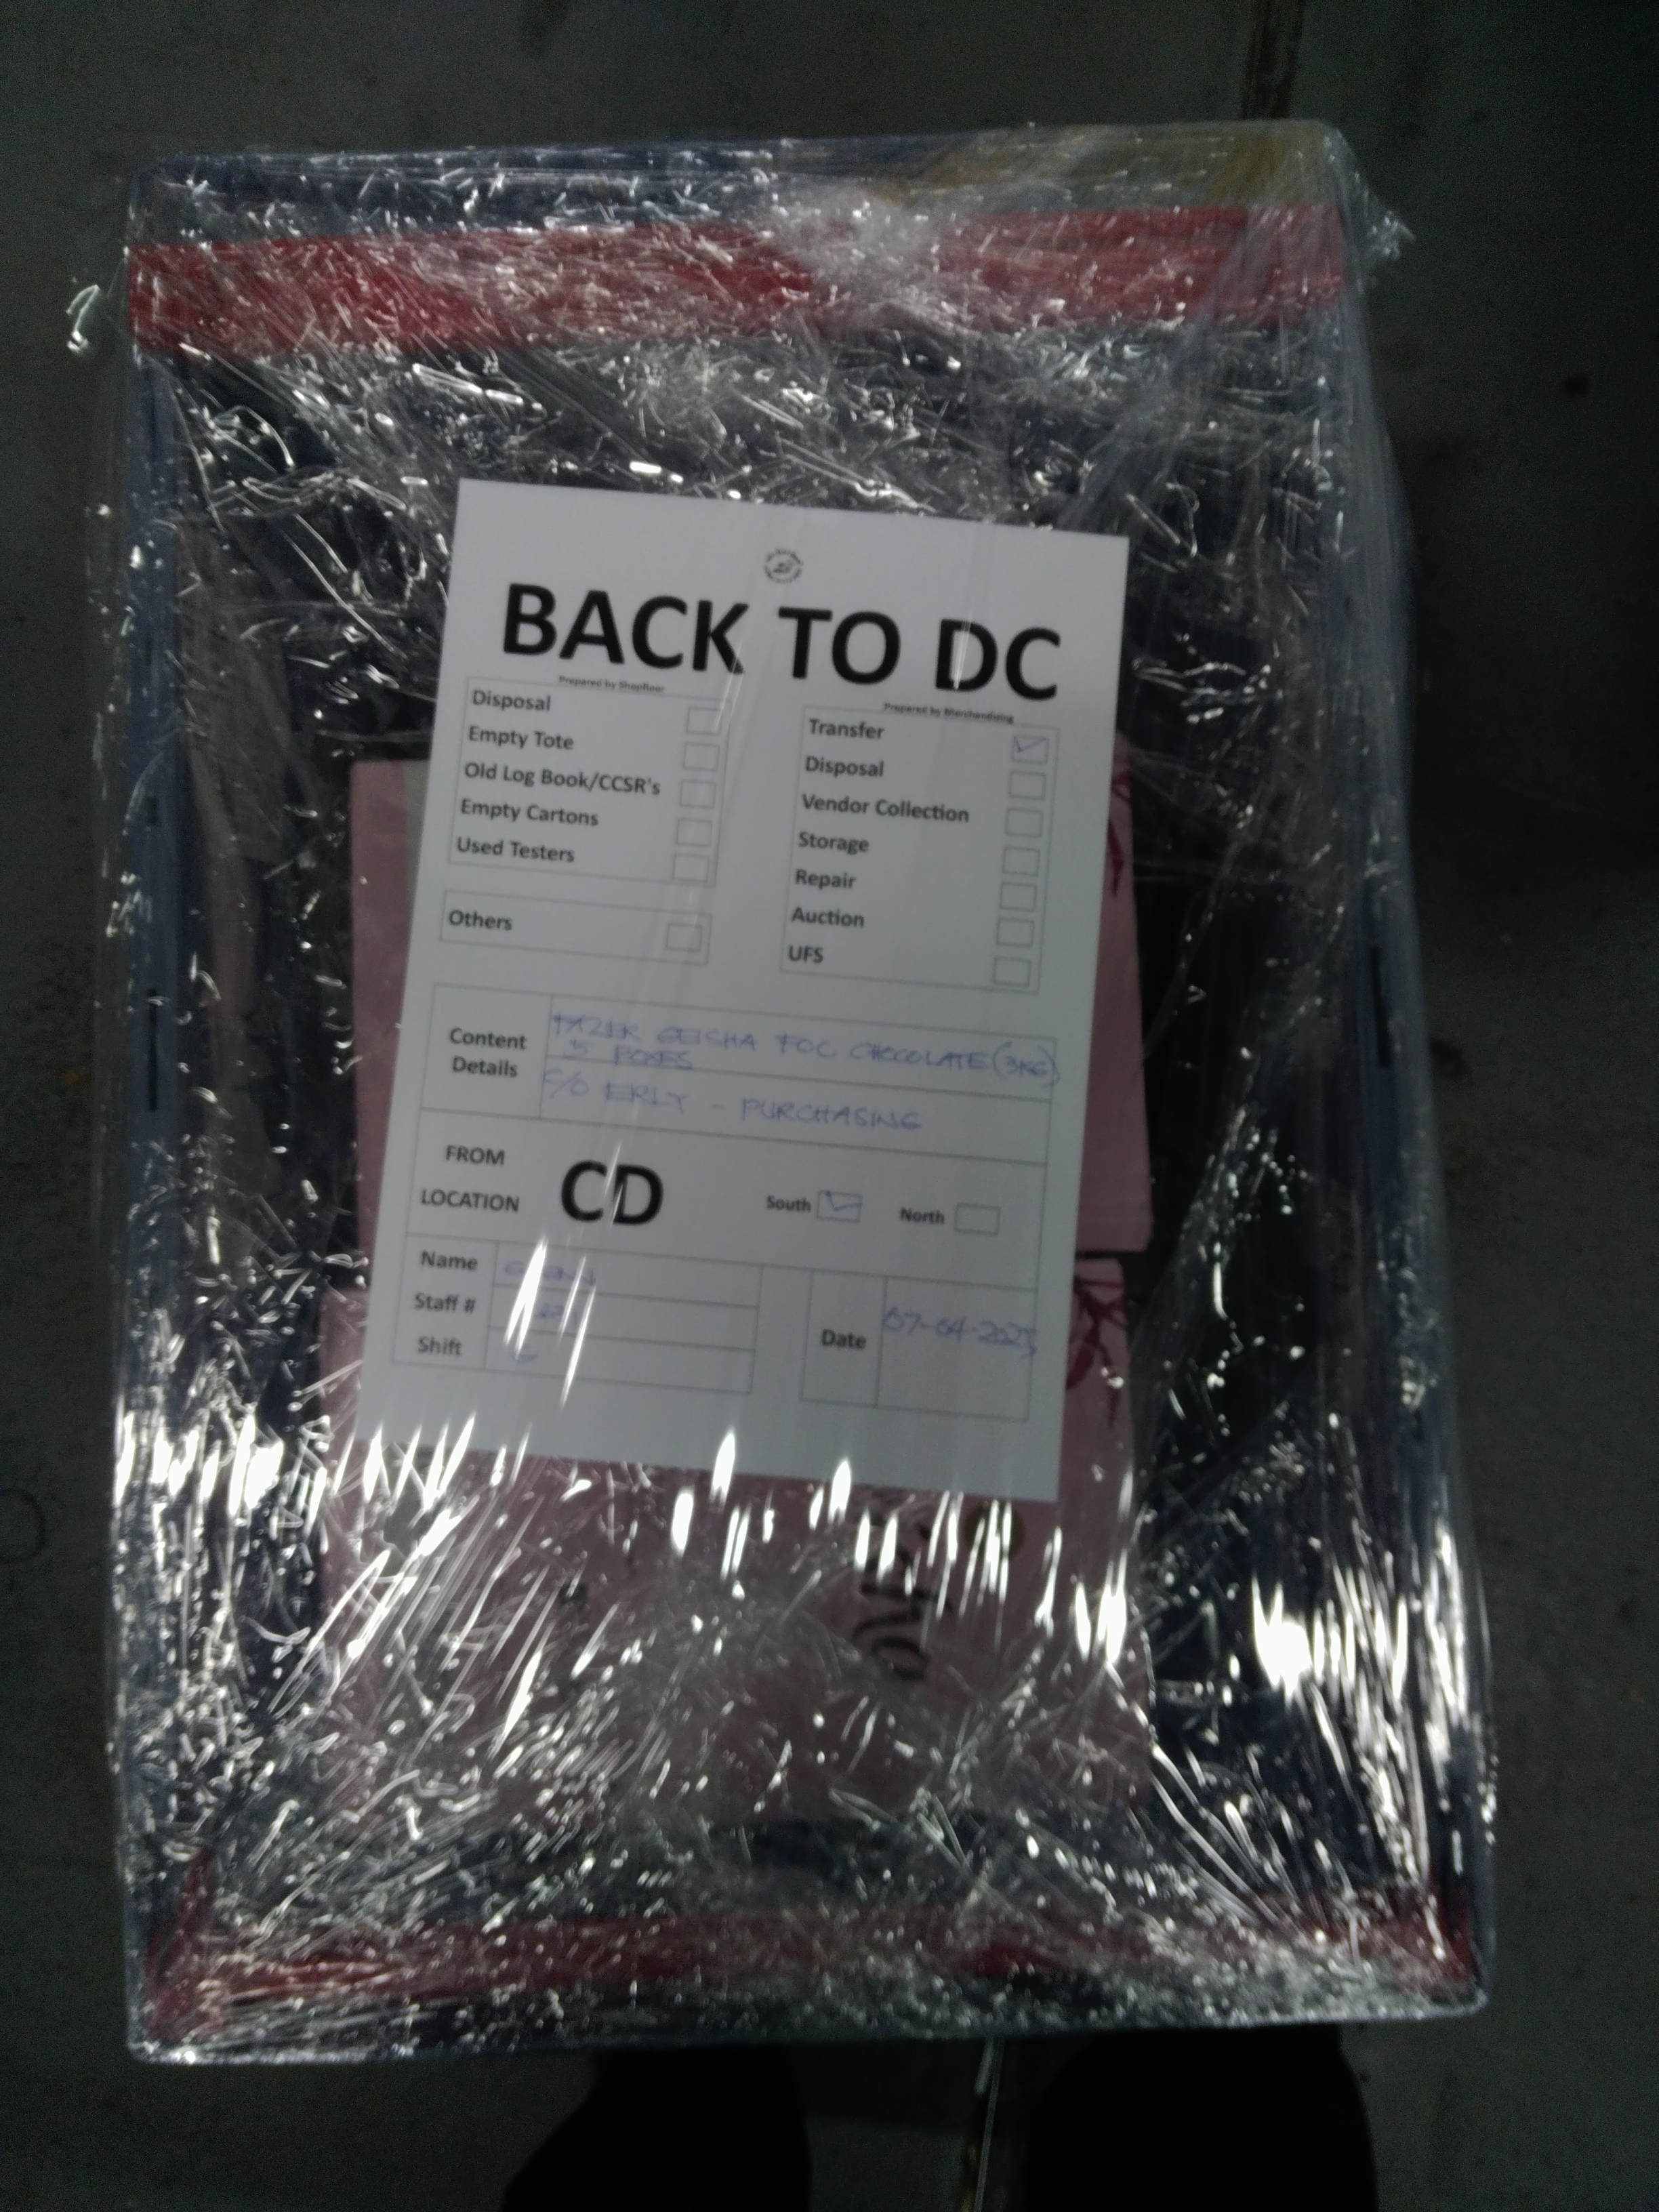 BACK TO DC
Prepared by Shopfloor
Disposal
Empty Tote
Old Log Book/CCSR's
Empty Cartons
Used Testers
Others
Prepared by Merchandizing
Transfer
Disposal
Vendor Collection
Storage
Repair
Auction
UFS
Content Details
FAZER GEISHA FOC CHOCOLATE (3KG)
5 BOXES
C/O ERLY - PURCHASING
FROM LOCATION
CD
South
North
Name
Staff #
Shift
Date
07-04-2025